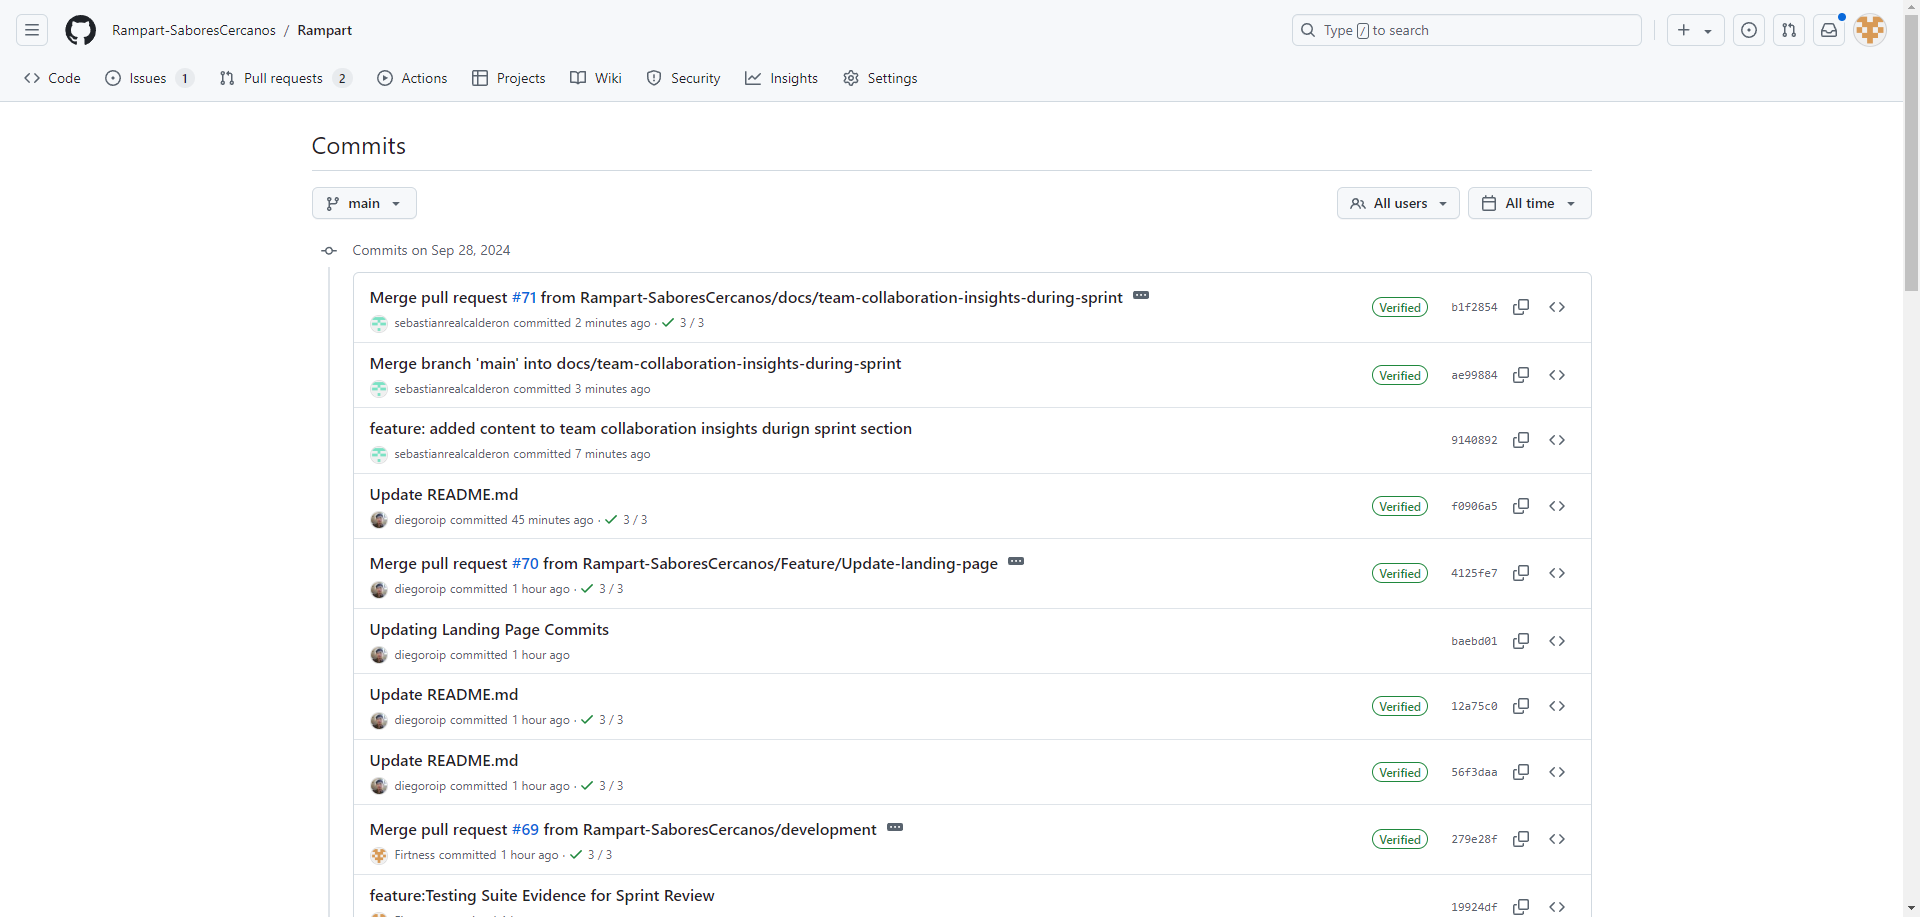 Rampart-SaboresCercanos / Rampart
Type / to search
Code
Issues 1
Pull requests 2
Actions
Projects
Wiki
Security
Insights
Settings
Commits
main
All users
All time
Commits on Sep 28, 2024
Merge pull request #71 from Rampart-SaboresCercanos/docs/team-collaboration-insights-during-sprint
sebastianrealcalderon committed 2 minutes ago · 3 / 3
Verified
b1f2854
Merge branch 'main' into docs/team-collaboration-insights-during-sprint
sebastianrealcalderon committed 3 minutes ago
Verified
ae99884
feature: added content to team collaboration insights durign sprint section
sebastianrealcalderon committed 7 minutes ago
9140892
Update README.md
diegoroip committed 45 minutes ago · 3 / 3
Verified
f0906a5
Merge pull request #70 from Rampart-SaboresCercanos/Feature/Update-landing-page
diegoroip committed 1 hour ago · 3 / 3
Verified
4125fe7
Updating Landing Page Commits
diegoroip committed 1 hour ago
baebd01
Update README.md
diegoroip committed 1 hour ago · 3 / 3
Verified
12a75c0
Update README.md
diegoroip committed 1 hour ago · 3 / 3
Verified
56f3daa
Merge pull request #69 from Rampart-SaboresCercanos/development
Firtness committed 1 hour ago · 3 / 3
Verified
279e28f
feature:Testing Suite Evidence for Sprint Review
19924df